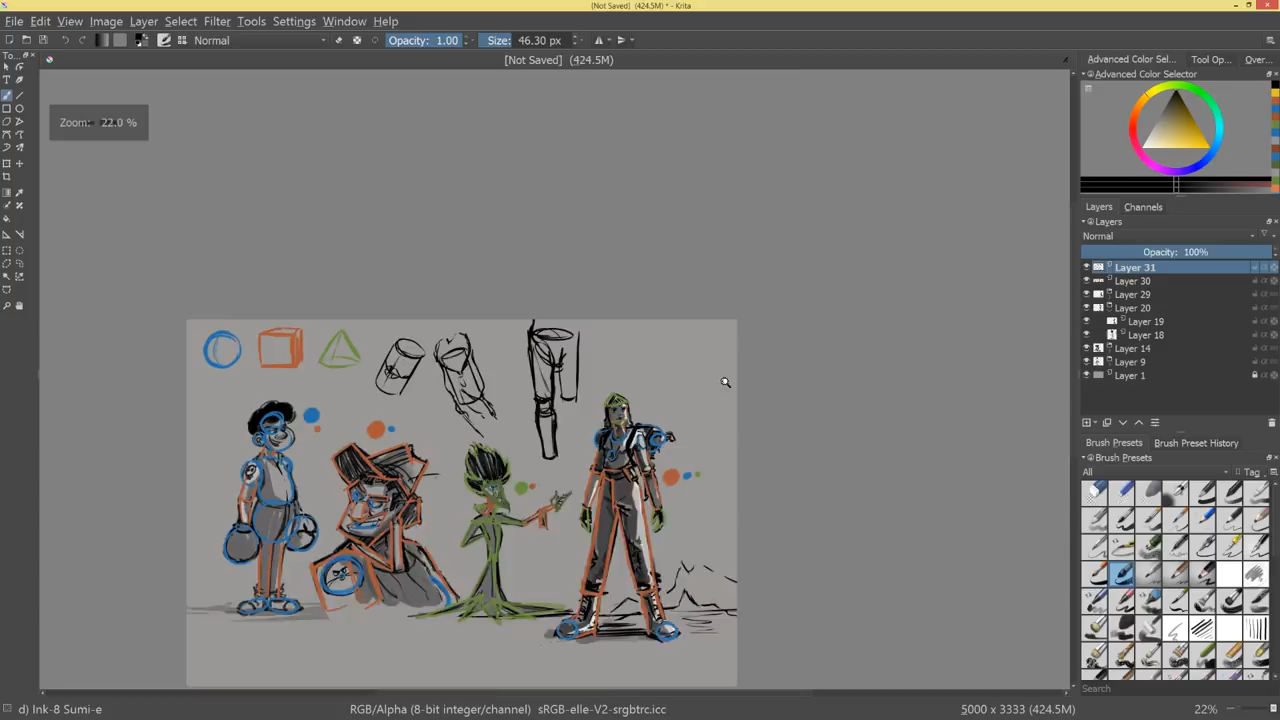 [Not Saved] (424.5M) * - Krita
File Edit View Image Layer Select Filter Tools Settings Window Help
Normal
Opacity: 1.00
Size: 46.30 px
To...
[Not Saved] (424.5M)
Advanced Color Sel...
Tool Op...
Over...
Advanced Color Selector
Zoom: 22.0 %
Layers
Channels
Layers
Normal
Opacity: 100%
Layer 31
Layer 30
Layer 29
Layer 20
Layer 19
Layer 18
Layer 14
Layer 9
Layer 1
Brush Presets
Brush Preset History
Brush Presets
All
Tag
Search
d) Ink-8 Sumi-e
RGB/Alpha (8-bit integer/channel) sRGB-elle-V2-srgbtrc.icc
5000 x 3333 (424.5M)
22%